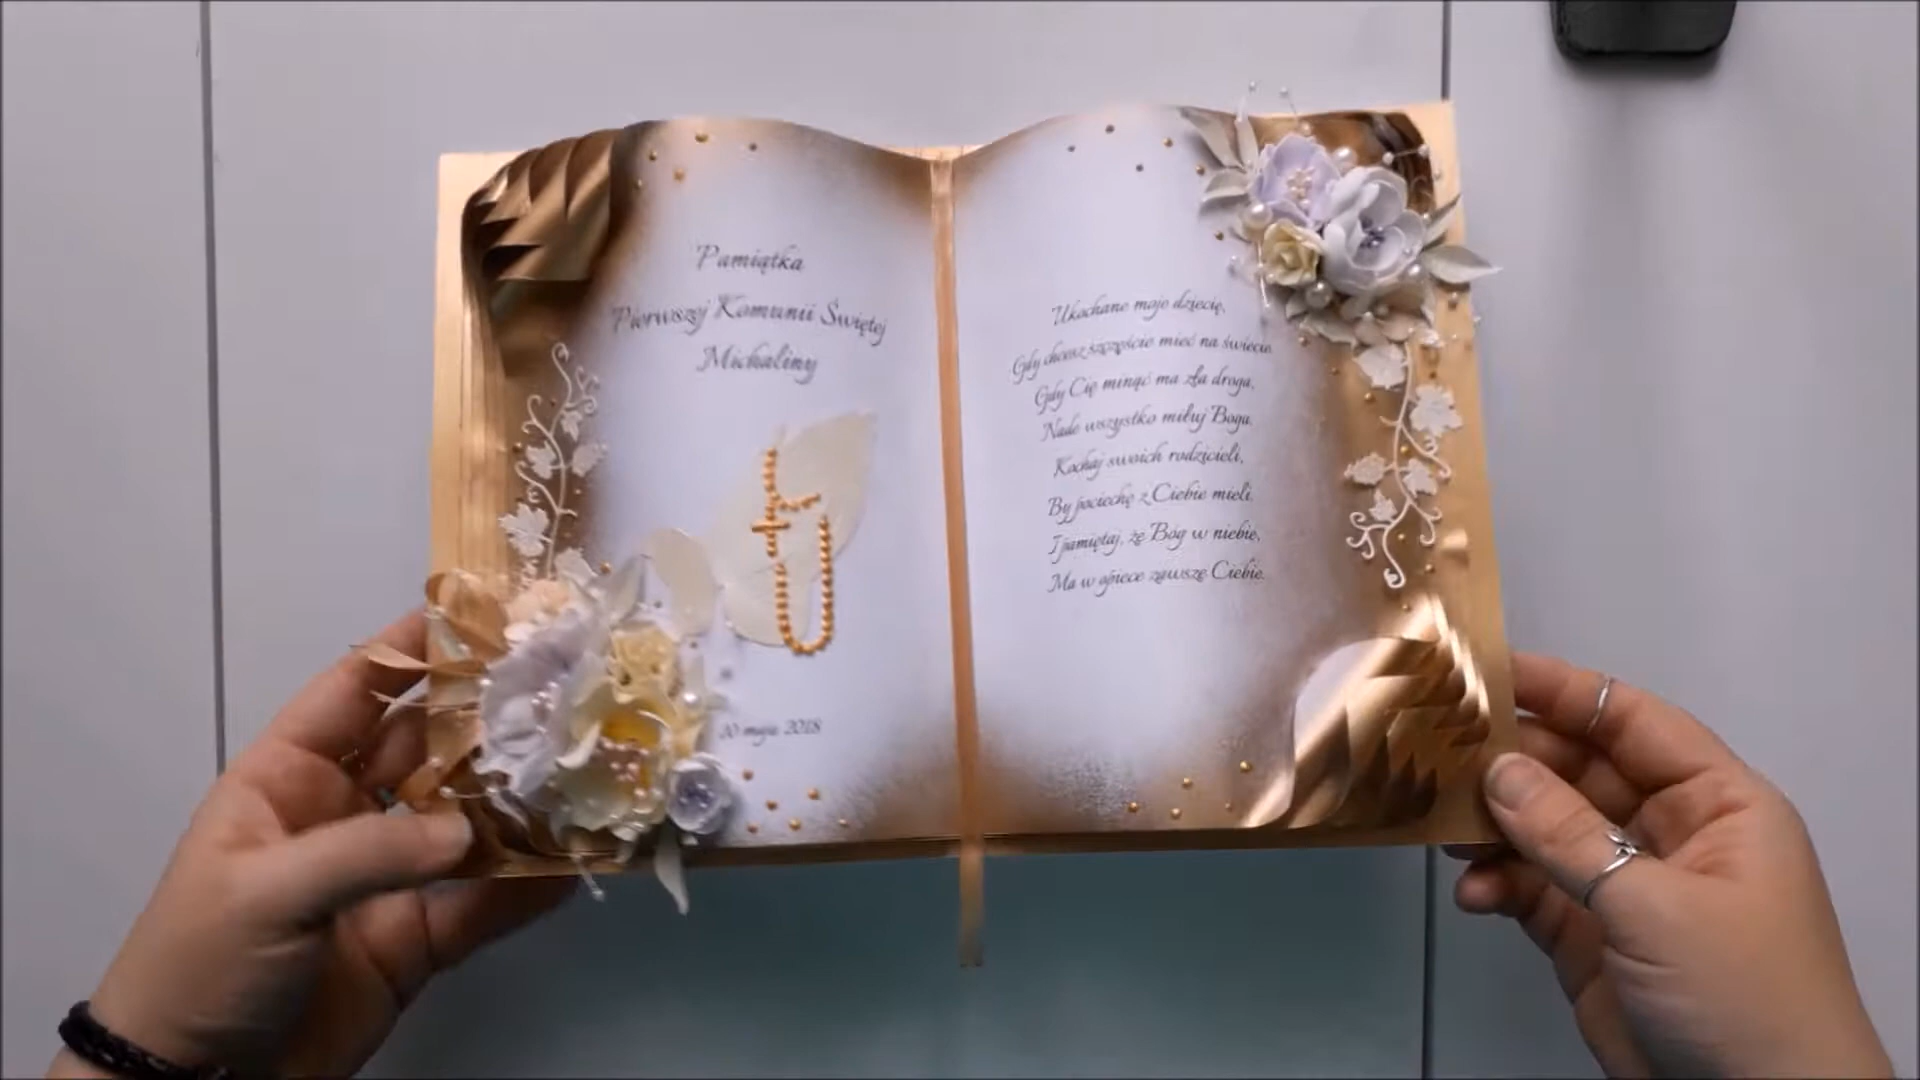 Pamiątka
Pierwszej Komunii Świętej
Michaliny
20 maja 2018
Ukochane moje dziecię,
Gdy chcesz szczęście mieć na świecie,
Gdy Cię minąć ma zła droga,
Nade wszystko miłuj Boga.
Kochaj swoich rodzicieli,
By pociechę z Ciebie mieli.
I pamiętaj, że Bóg w niebie,
Ma w opiece zawsze Ciebie.